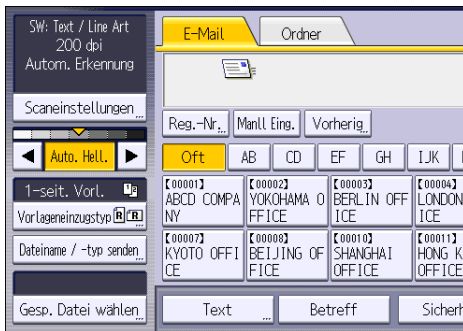 SW: Text / Line Art
200 dpi
Autom. Erkennung
Scaneinstellungen
Auto. Hell.
1-seit. Vorl.
Vorlageneinzugstyp
Dateiname / -typ senden
Gesp. Datei wählen
E-Mail
Ordner
Reg.-Nr. Manll Eing. Vorherig.
Oft AB CD EF GH IJK
[00001] [00002] [00003] [00004]
ABCD COMPA YOKOHAMA O BERLIN OFF LONDON
NY FFICE ICE ICE
[00007] [00008] [00010] [00011]
KYOTO OFFI BEIJING OF SHANGHAI HONG K
CE FICE OFFICE OFFICE
Text Betreff Sicherh